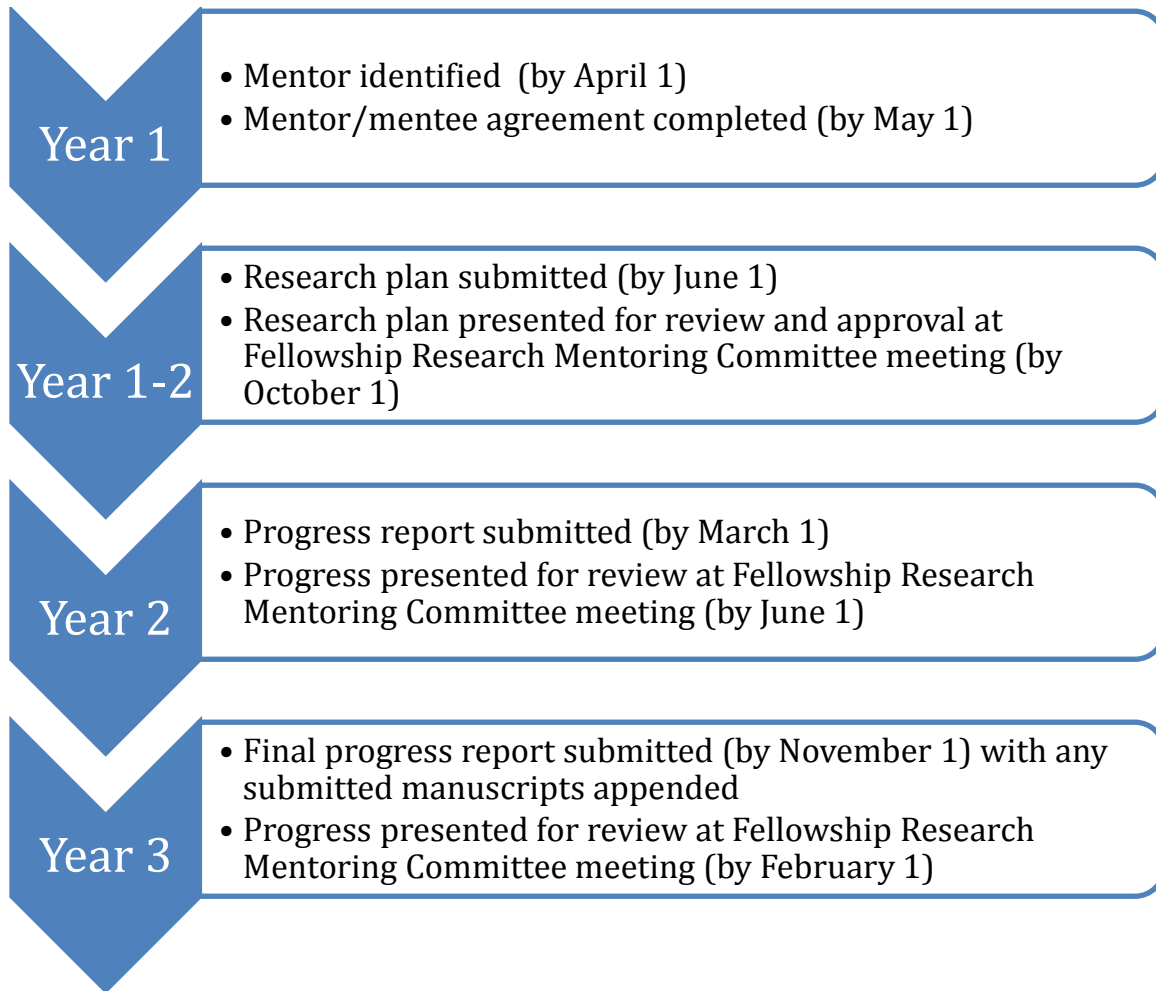 Year 1
• Mentor identified  (by April 1)
• Mentor/mentee agreement completed (by May 1)
Year 1-2
• Research plan submitted (by June 1)
• Research plan presented for review and approval at
Fellowship Research Mentoring Committee meeting (by
October 1)
Year 2
• Progress report submitted (by March 1)
• Progress presented for review at Fellowship Research
Mentoring Committee meeting (by June 1)
Year 3
• Final progress report submitted (by November 1) with any
submitted manuscripts appended
• Progress presented for review at Fellowship Research
Mentoring Committee meeting (by February 1)